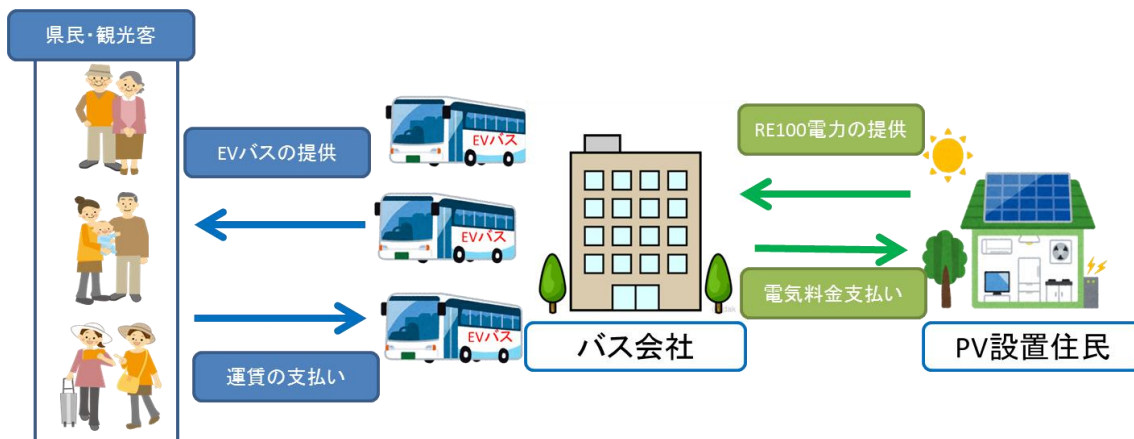 県民・観光客
EVバスの提供
EVバス
EVバス
EVバス
運賃の支払い
RE100電力の提供
電気料金支払い
バス会社
PV設置住民